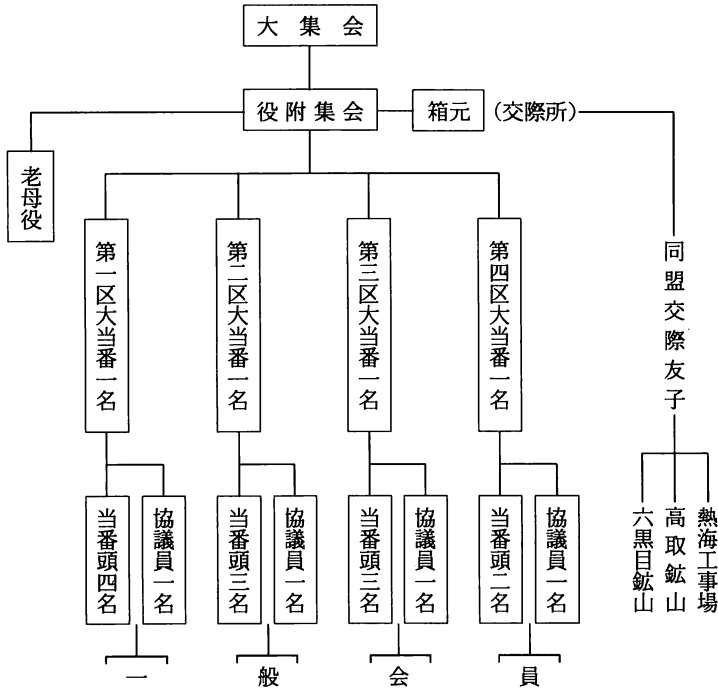 大集会
役附集会
箱元
(交際所)
老母役
第一区大当番一名
第二区大当番一名
第三区大当番一名
第四区大当番一名
同盟交際友子
当番頭四名
協議員一名
当番頭三名
協議員一名
当番頭三名
協議員一名
当番頭二名
協議員一名
六黒目鉱山
高取鉱山
熱海工事場
一般会員